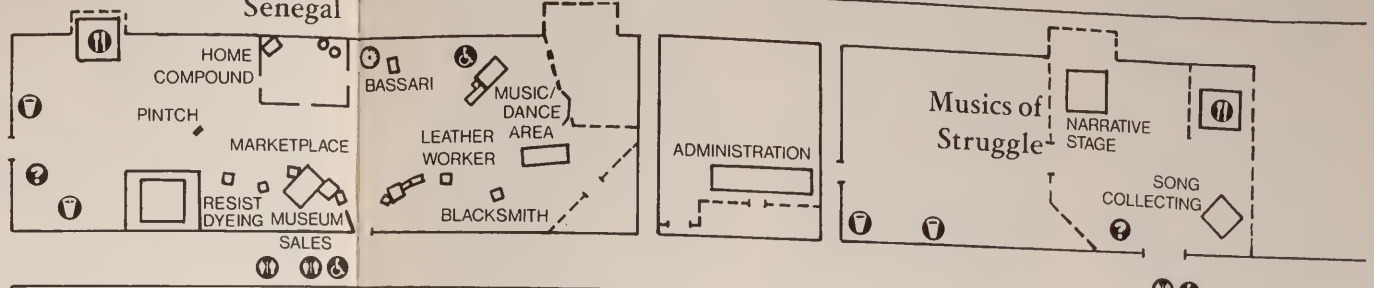 Senegal
HOME
COMPOUND
BASSARI
PINTCH
MUSIC/
DANCE
AREA
MARKETPLACE
LEATHER
WORKER
RESIST
DYEING
MUSEUM
BLACKSMITH
SALES
ADMINISTRATION
Musics of
Struggle
NARRATIVE
STAGE
SONG
COLLECTING
?
?